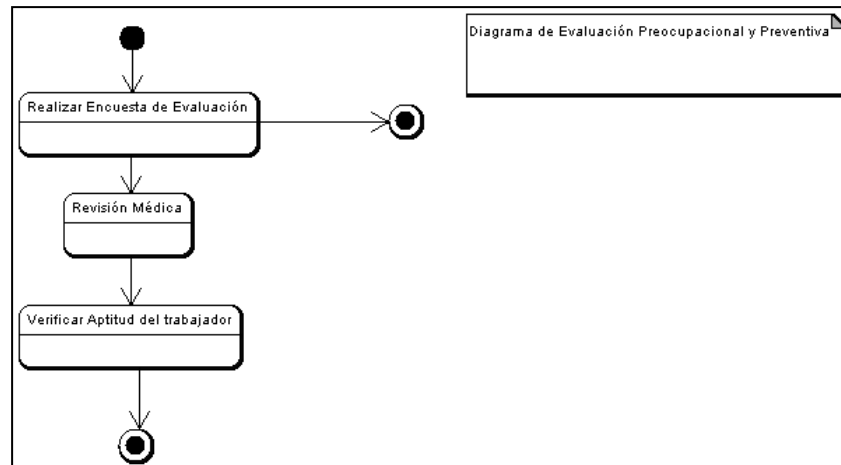 Diagrama de Evaluación Preocupacional y Preventiva
Realizar Encuesta de Evaluación
Revisión Médica
Verificar Aptitud del trabajador